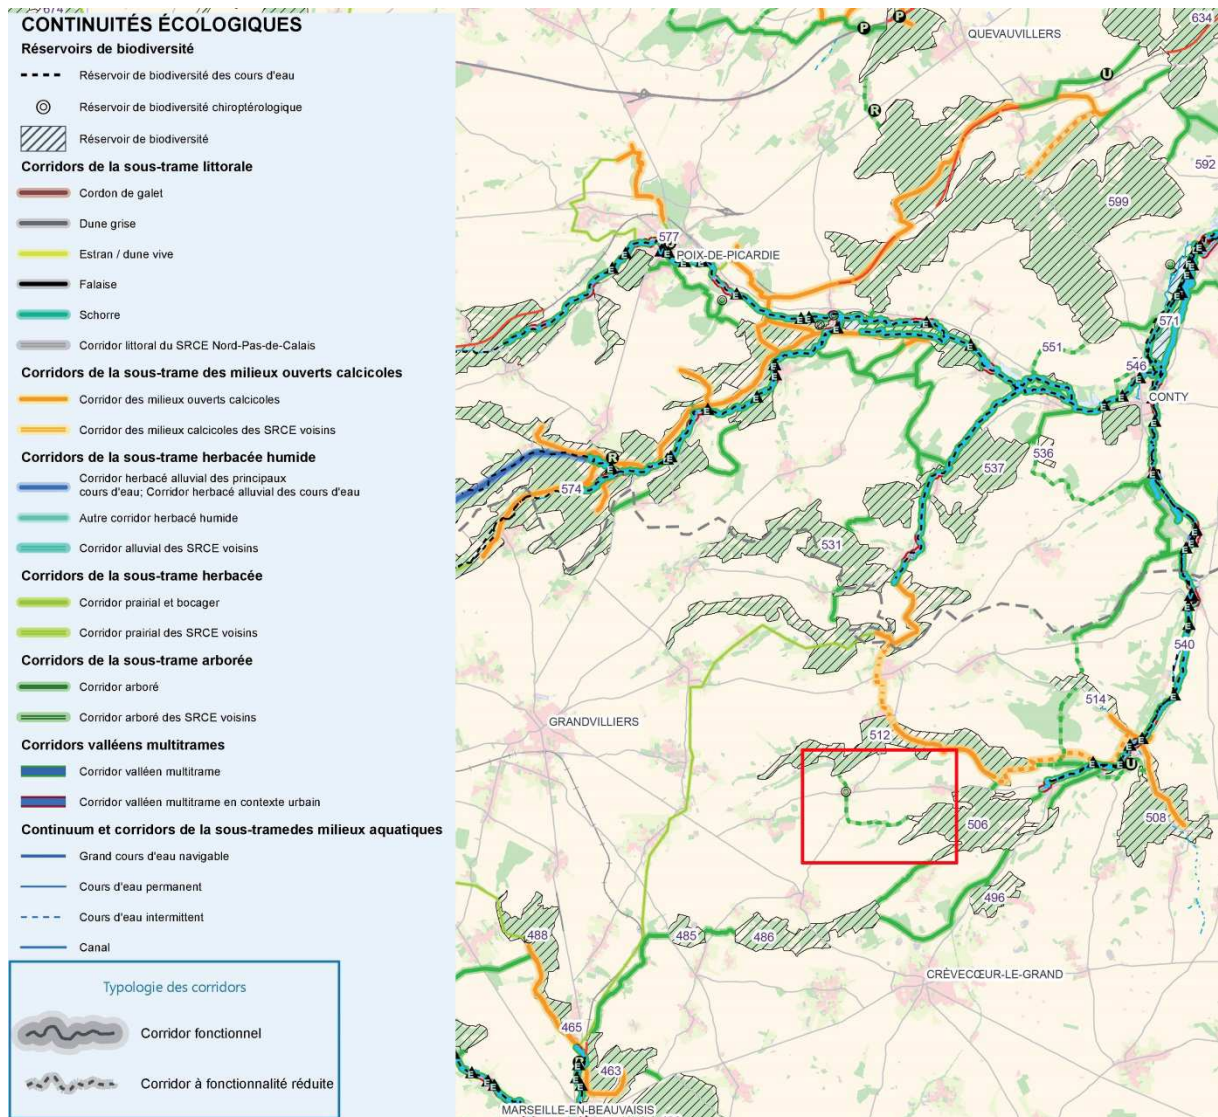 674
CONTINUITÉS ÉCOLOGIQUES
Réservoirs de biodiversité
Réservoir de biodiversité des cours d'eau
Réservoir de biodiversité chiroptérologique
Réservoir de biodiversité
Corridors de la sous-trame littorale
Cordon de galet
Dune grise
Estran / dune vive
Falaise
Schorre
Corridor littoral du SRCE Nord-Pas-de-Calais
Corridors de la sous-trame des milieux ouverts calcicoles
Corridor des milieux ouverts calcicoles
Corridor des milieux calcicoles des SRCE voisins
Corridors de la sous-trame herbacée humide
Corridor herbacé alluvial des principaux
cours d'eau; Corridor herbacé alluvial des cours d'eau
Autre corridor herbacé humide
Corridor alluvial des SRCE voisins
Corridors de la sous-trame herbacée
Corridor prairial et bocager
Corridor prairial des SRCE voisins
Corridors de la sous-trame arborée
Corridor arboré
Corridor arboré des SRCE voisins
Corridors valléens multitrames
Corridor valléen multitrame
Corridor valléen multitrame en contexte urbain
Continuum et corridors de la sous-tramedes milieux aquatiques
Grand cours d'eau navigable
Cours d'eau permanent
Cours d'eau intermittent
Canal
Typologie des corridors
Corridor fonctionnel
Corridor à fonctionnalité réduite
P
P
634
QUEVAUVILLERS
U
R
592
599
577
POIX-DE-PICARDIE
571
551
546
CONTY
R
537
536
574
531
540
514
GRANDVILLIERS
512
U
506
508
496
488
485
486
CRÈVECŒUR-LE-GRAND
465
463
R
MARSEILLE-EN-BEAUVAISIS